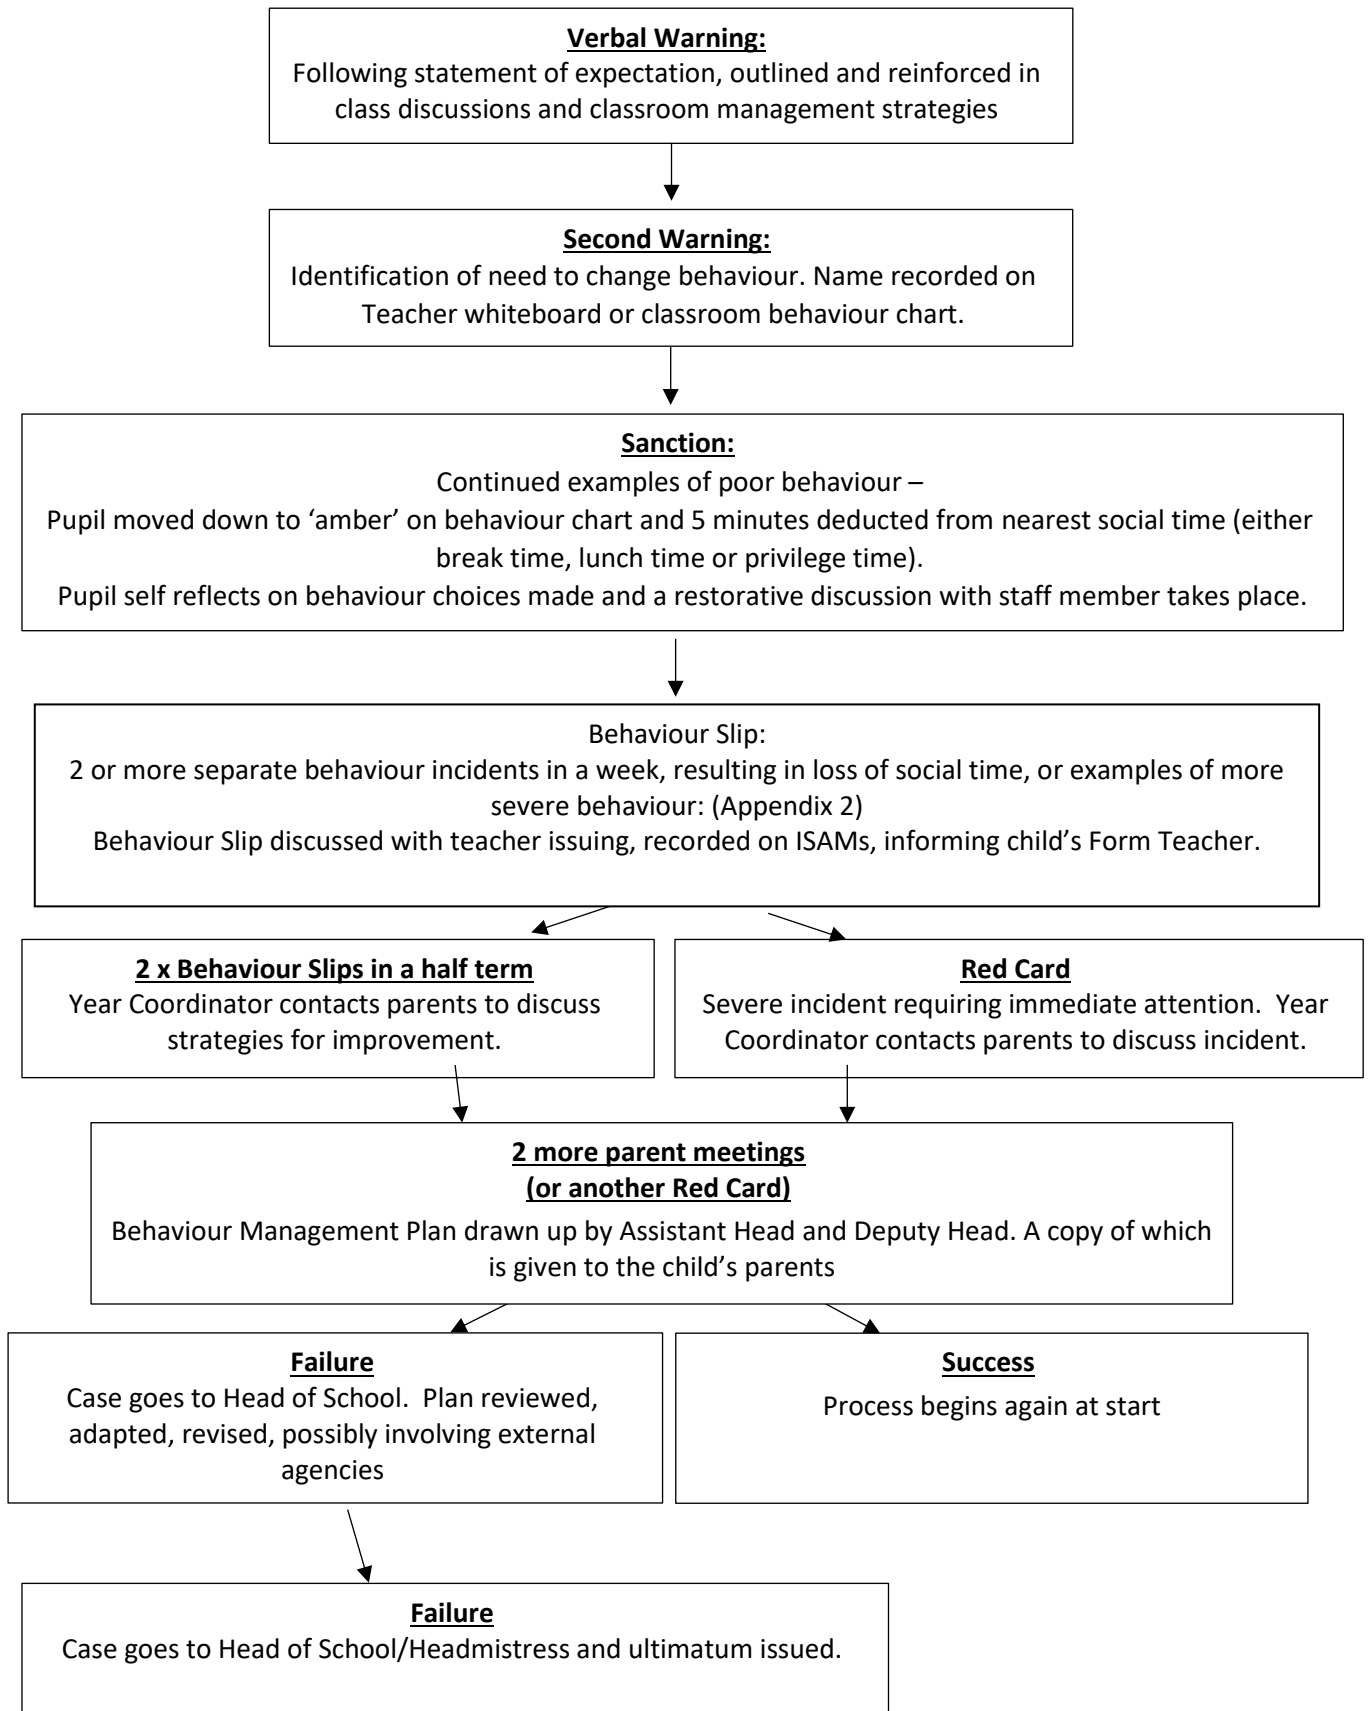 Verbal Warning:
Following statement of expectation, outlined and reinforced in
class discussions and classroom management strategies
Second Warning:
Identification of need to change behaviour. Name recorded on
Teacher whiteboard or classroom behaviour chart.
Sanction:
Continued examples of poor behaviour –
Pupil moved down to ‘amber’ on behaviour chart and 5 minutes deducted from nearest social time (either
break time, lunch time or privilege time).
Pupil self reflects on behaviour choices made and a restorative discussion with staff member takes place.
Behaviour Slip:
2 or more separate behaviour incidents in a week, resulting in loss of social time, or examples of more
severe behaviour: (Appendix 2)
Behaviour Slip discussed with teacher issuing, recorded on ISAMs, informing child’s Form Teacher.
2 x Behaviour Slips in a half term
Year Coordinator contacts parents to discuss
strategies for improvement.
Red Card
Severe incident requiring immediate attention.  Year
Coordinator contacts parents to discuss incident.
2 more parent meetings
(or another Red Card)
Behaviour Management Plan drawn up by Assistant Head and Deputy Head. A copy of which
is given to the child’s parents
Failure
Case goes to Head of School.  Plan reviewed,
adapted, revised, possibly involving external
agencies
Success
Process begins again at start
Failure
Case goes to Head of School/Headmistress and ultimatum issued.